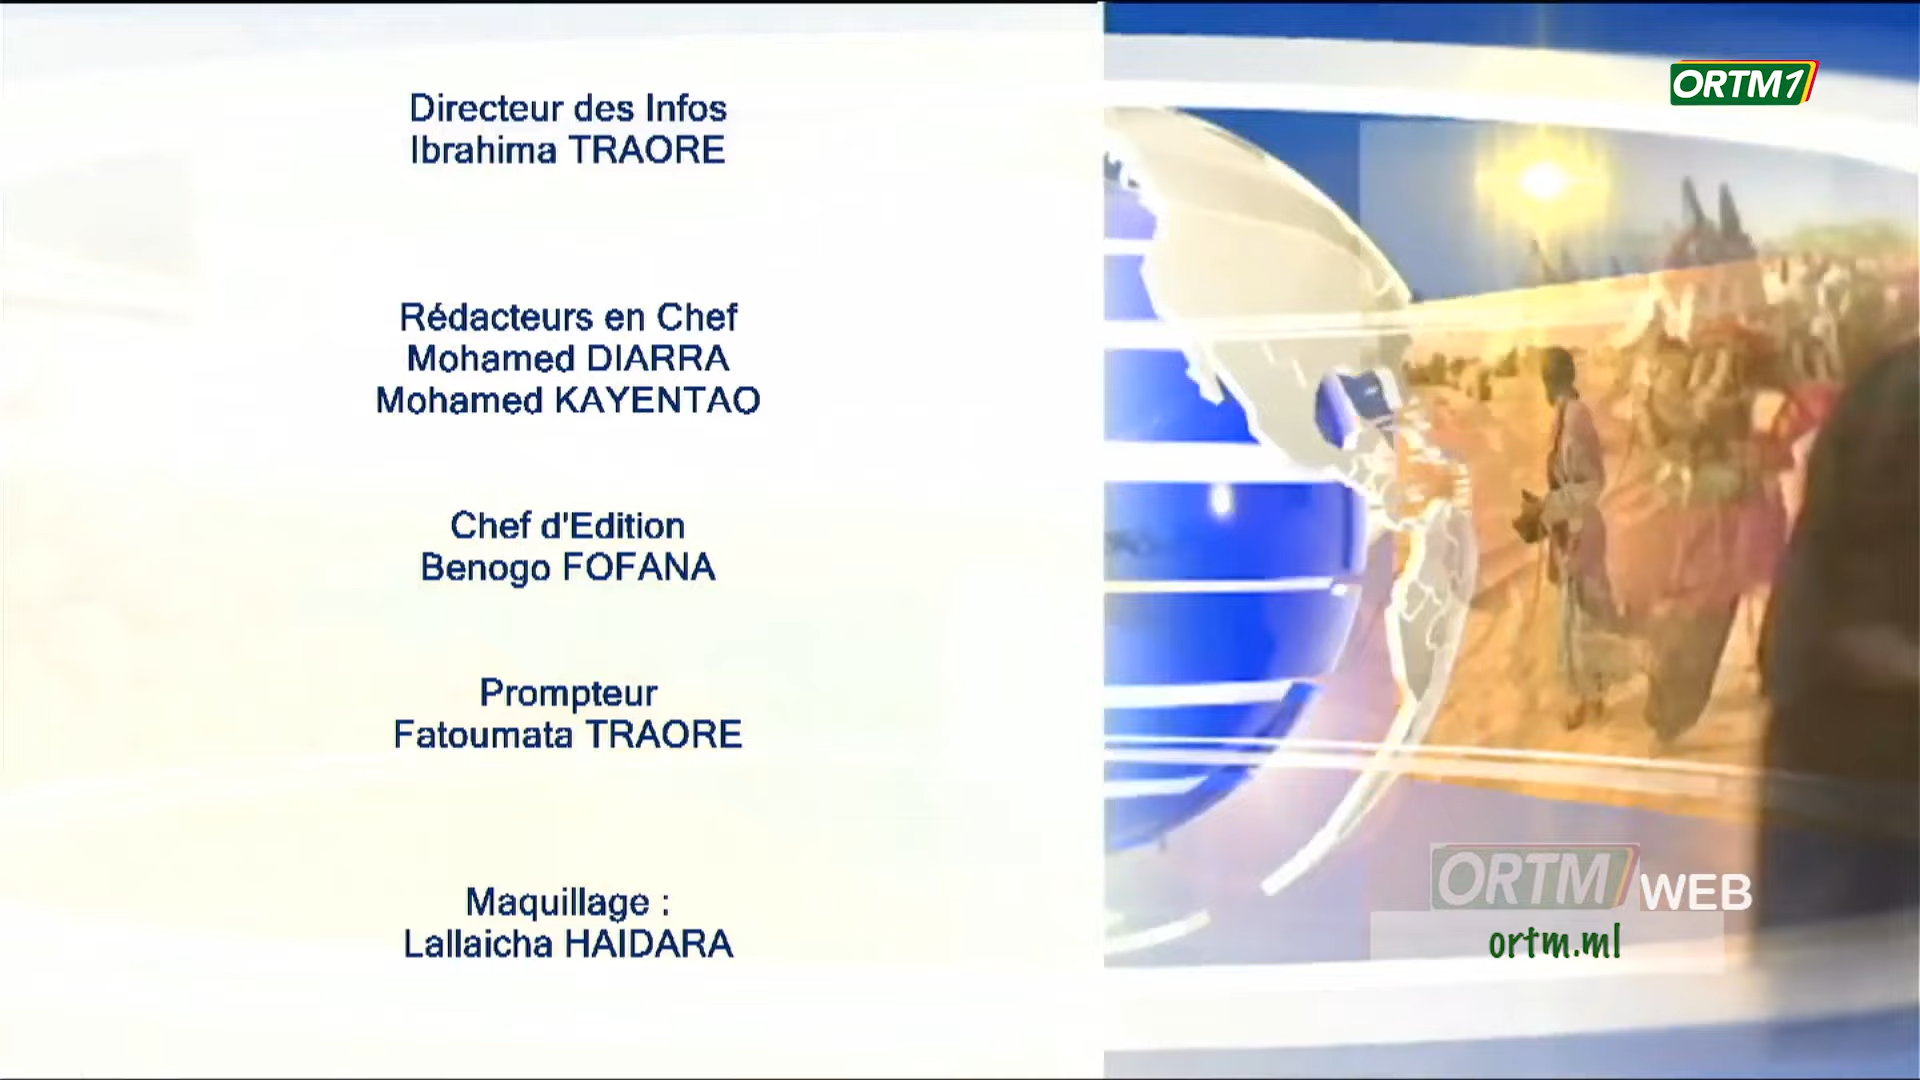 Directeur des Infos
Ibrahima TRAORE
Rédacteurs en Chef
Mohamed DIARRA
Mohamed KAYENTAO
Chef d'Edition
Benogo FOFANA
Prompteur
Fatoumata TRAORE
Maquillage :
Lallaicha HAIDARA
ORTM1
ORTM WEB
ortm.ml